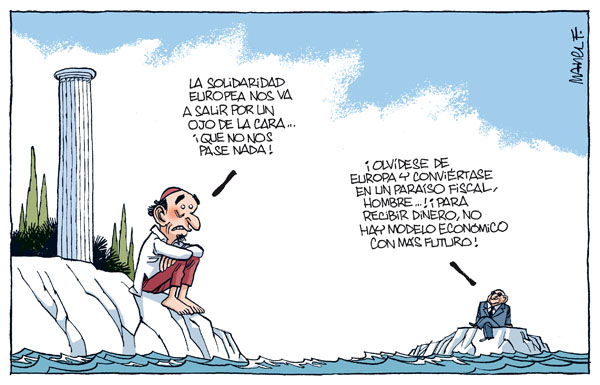 LA SOLIDARIDAD
EUROPEA NOS VA
A SALIR POR UN
OJO DE LA CARA...
¡QUE NO NOS
PASE NADA!
¡OLVÍDESE DE
EUROPA Y CONVIÉRTASE
EN UN PARAÍSO FISCAL,
HOMBRE...! ¡PARA
RECIBIR DINERO, NO
HAY MODELO ECONÓMICO
CON MÁS FUTURO!
MANEL F.